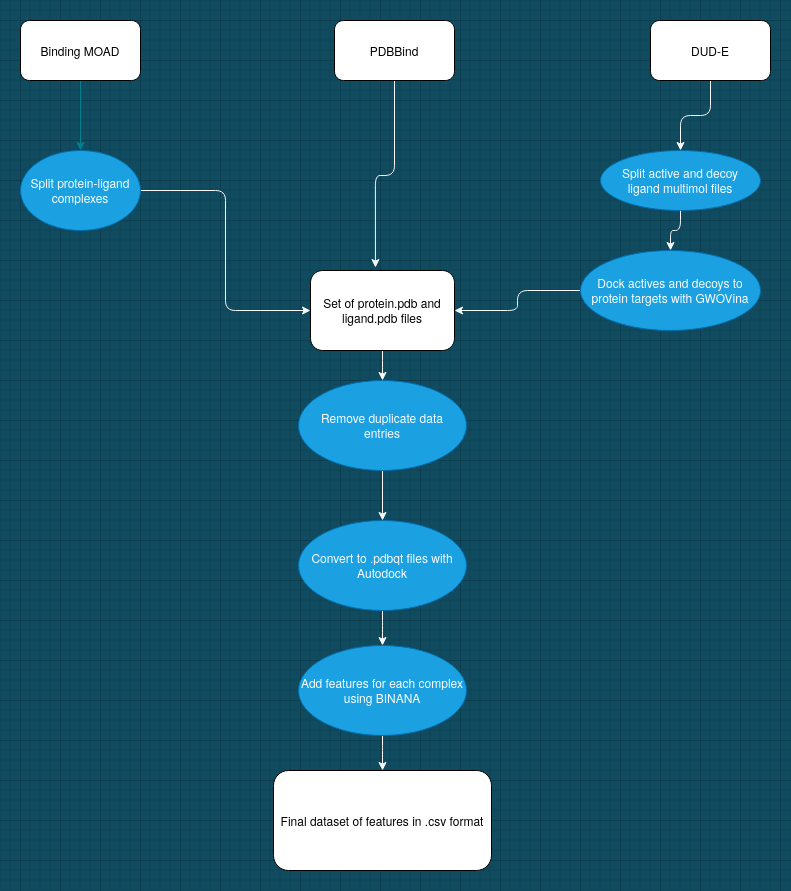 Binding MOAD
PDBBind
DUD-E
Split protein-ligand
complexes
Split active and decoy
ligand multimol files
Dock actives and decoys to
protein targets with GWOVina
Set of protein.pdb and
ligand.pdb files
Remove duplicate data
entries
Convert to .pdbqt files with
Autodock
Add features for each complex
using BINANA
Final dataset of features in .csv format